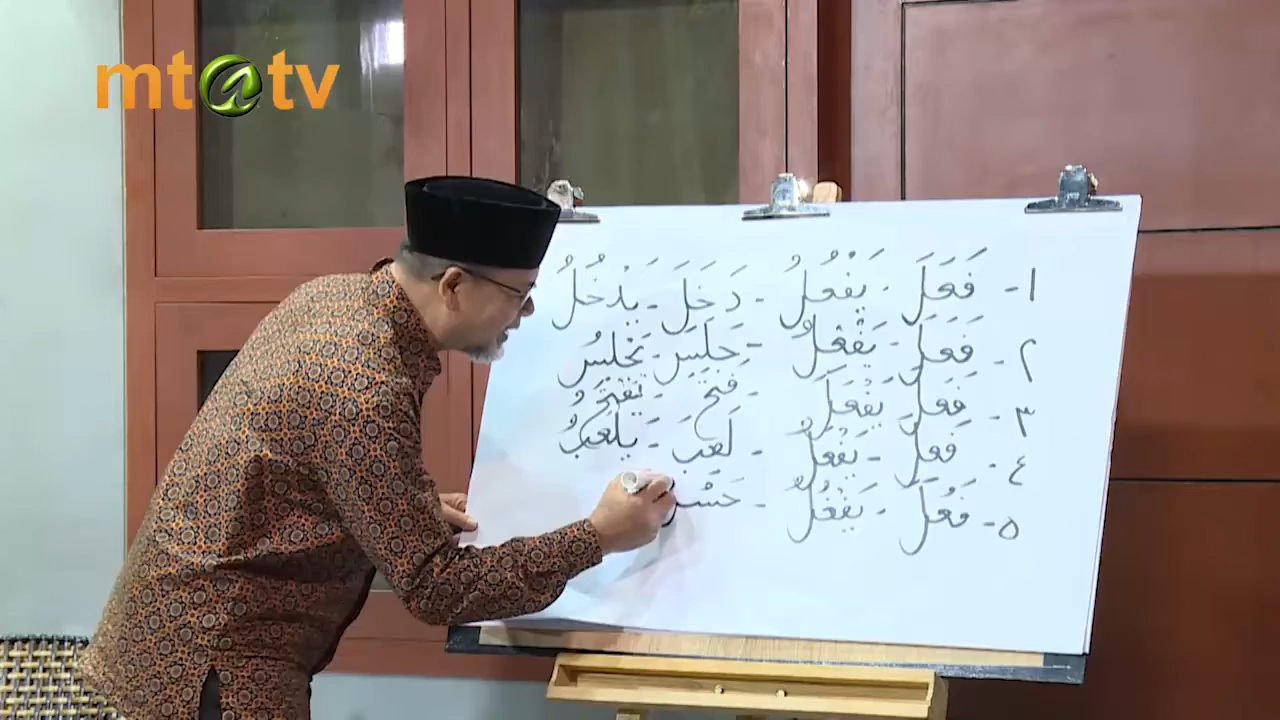 mt@tv
١- فَعَلَ - يَفْعُلُ - دَخَلَ - يَدْخُلُ
٢- فَعَلَ - يَفْعِلُ - جَلَسَ - يَجْلِسُ
٣- فَعَلَ - يَفْعَلُ - فَتَحَ - يَفْتَحُ
٤- فَعِلَ - يَفْعَلُ - لَعِبَ - يَلْعَبُ
٥- فَعُلَ - يَفْعُلُ -